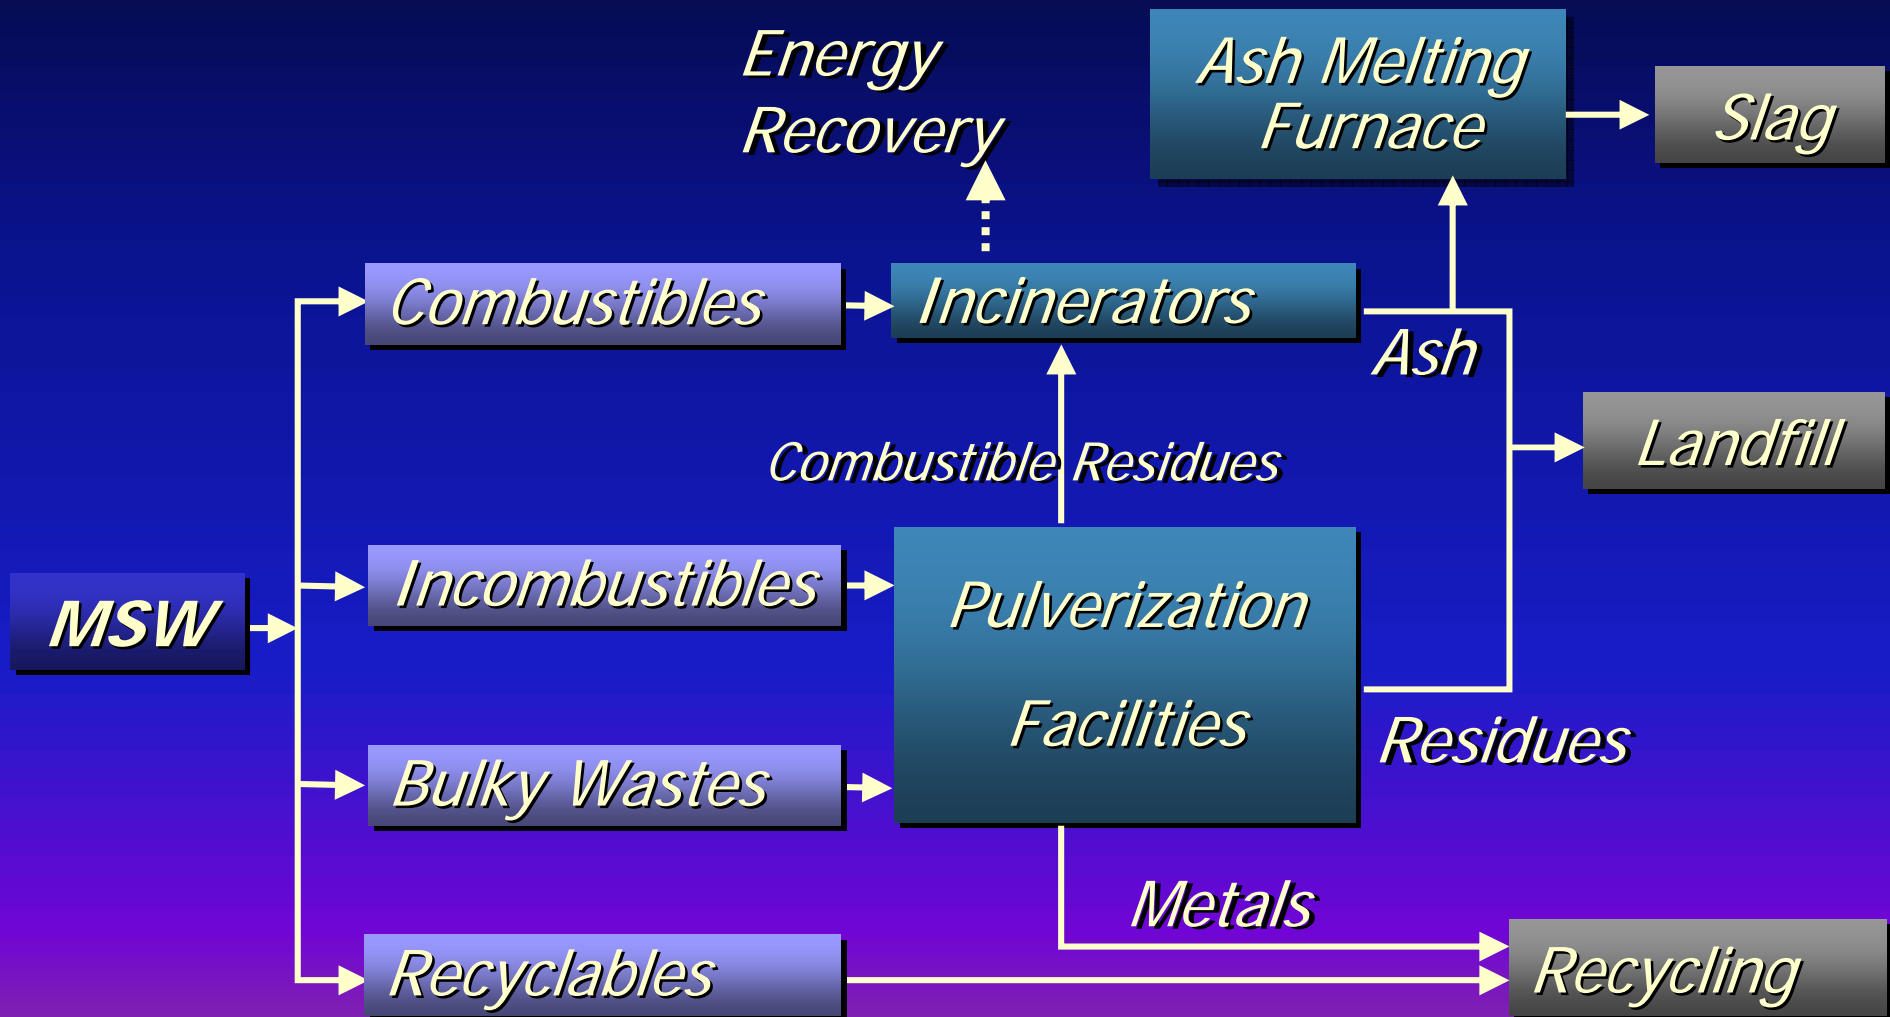 Energy
Recovery
Ash Melting
Furnace
Slag
Combustibles
Incinerators
Ash
Landfill
Combustible Residues
MSW
Incombustibles
Pulverization
Facilities
Bulky Wastes
Residues
Metals
Recyclables
Recycling